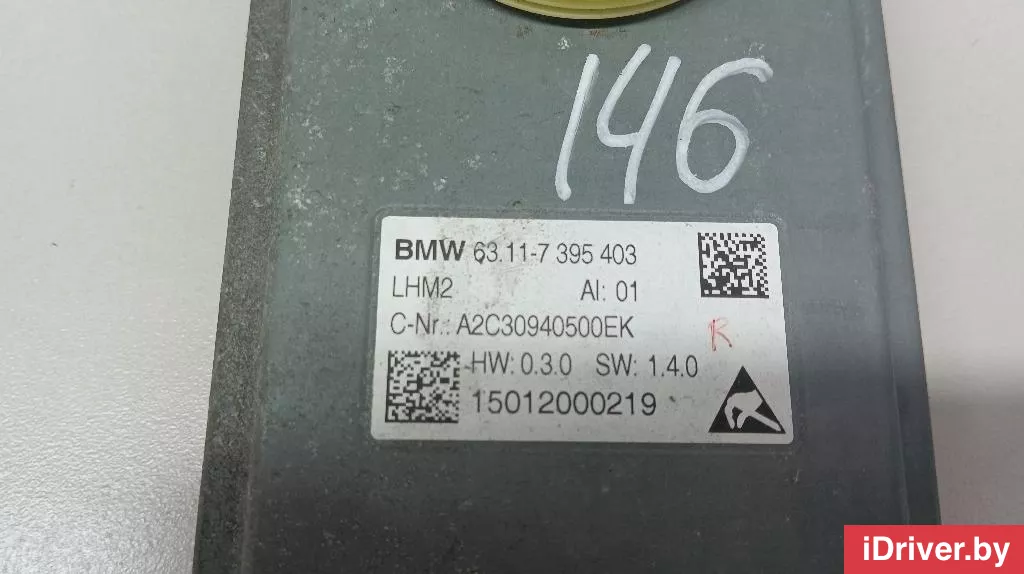 146
BMW 63.11-7 395 403
LHM2 AI: 01
C-Nr.: A2C30940500EK
R
HW: 0.3.0 SW: 1.4.0
15012000219
iDriver.by